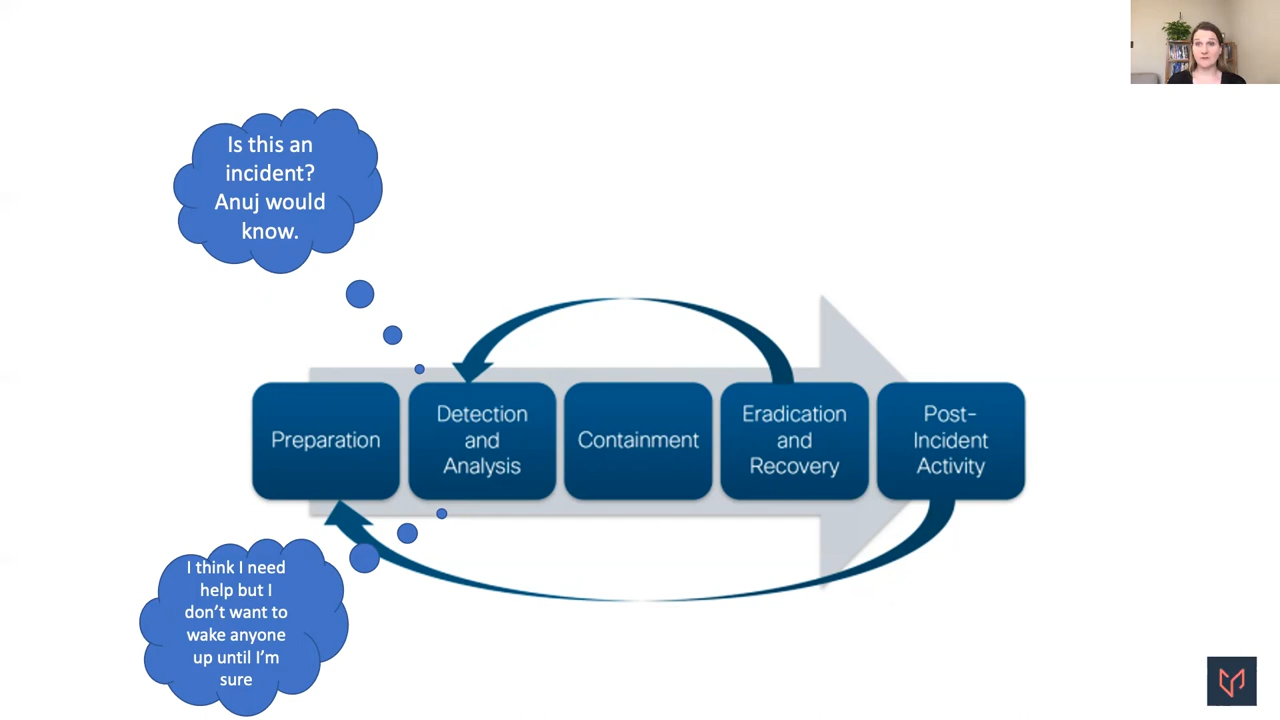 Is this an
incident?
Anuj would
know.
Preparation
Detection
and
Analysis
Containment
Eradication
and
Recovery
Post-
Incident
Activity
I think I need
help but I
don’t want to
wake anyone
up until I’m
sure